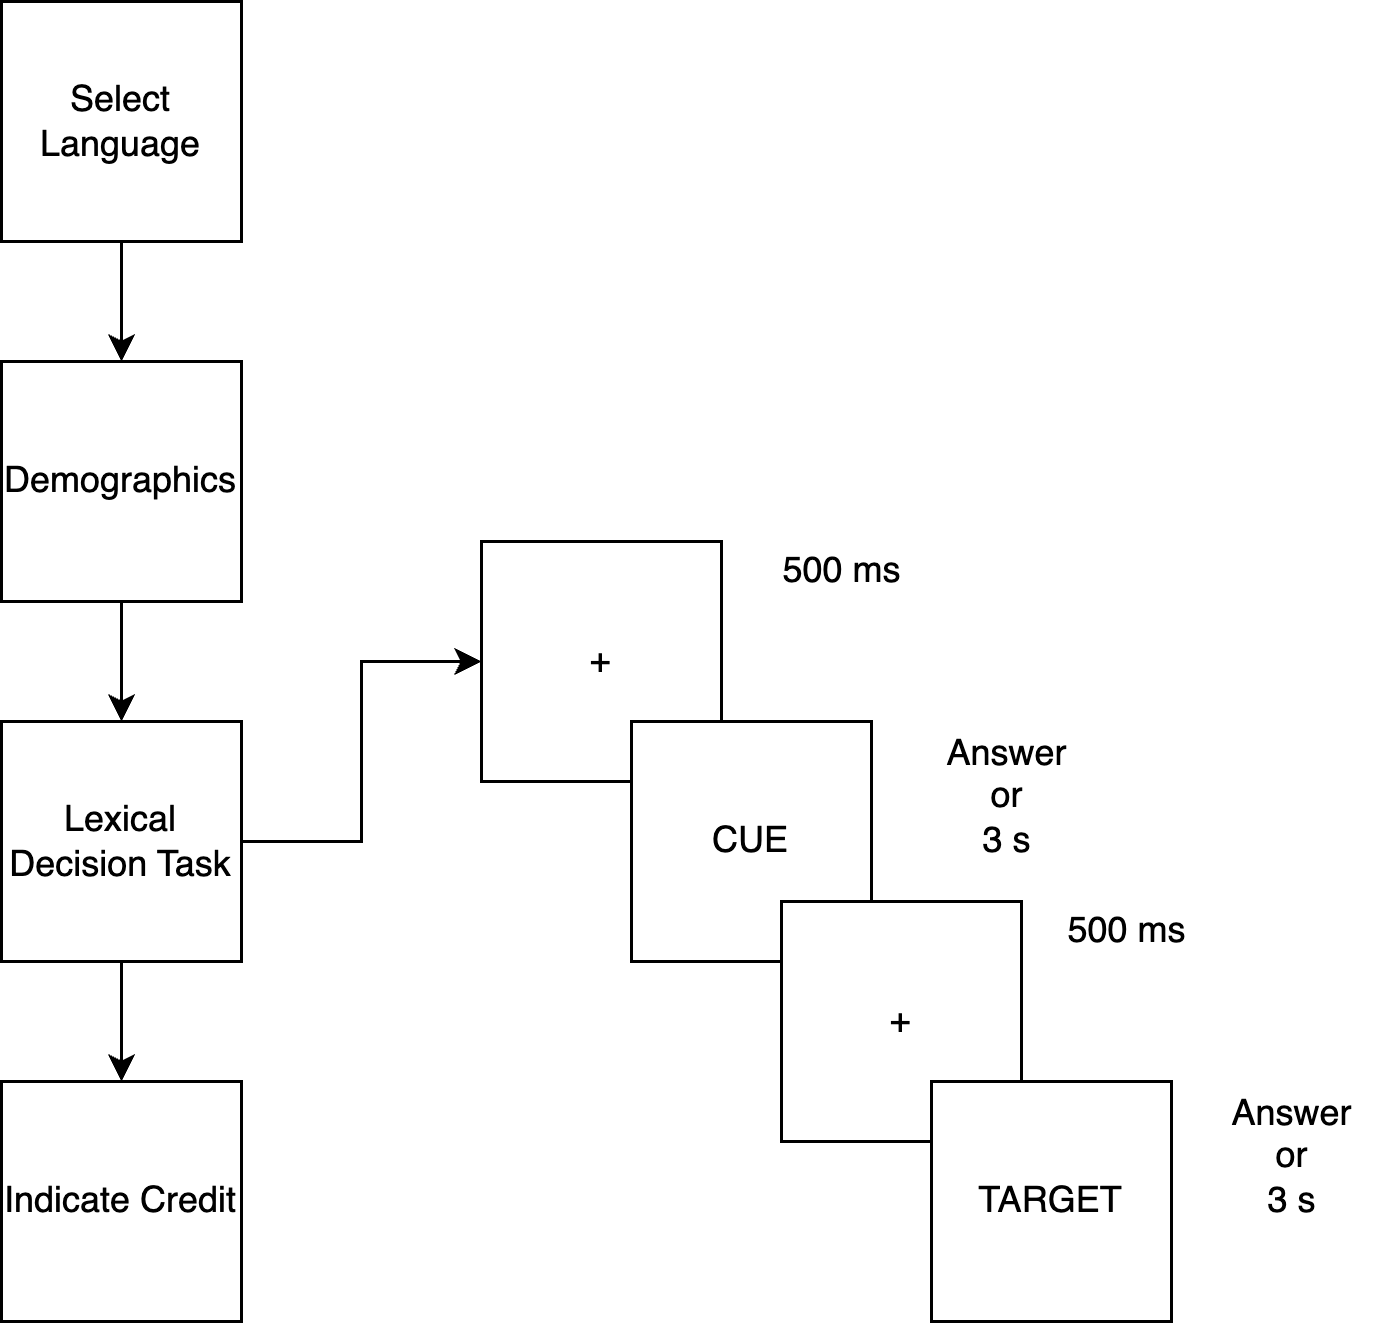 Select
Language
Demographics
Lexical
Decision Task
Indicate Credit
+
500 ms
CUE
Answer
or
3 s
+
500 ms
TARGET
Answer
or
3 s